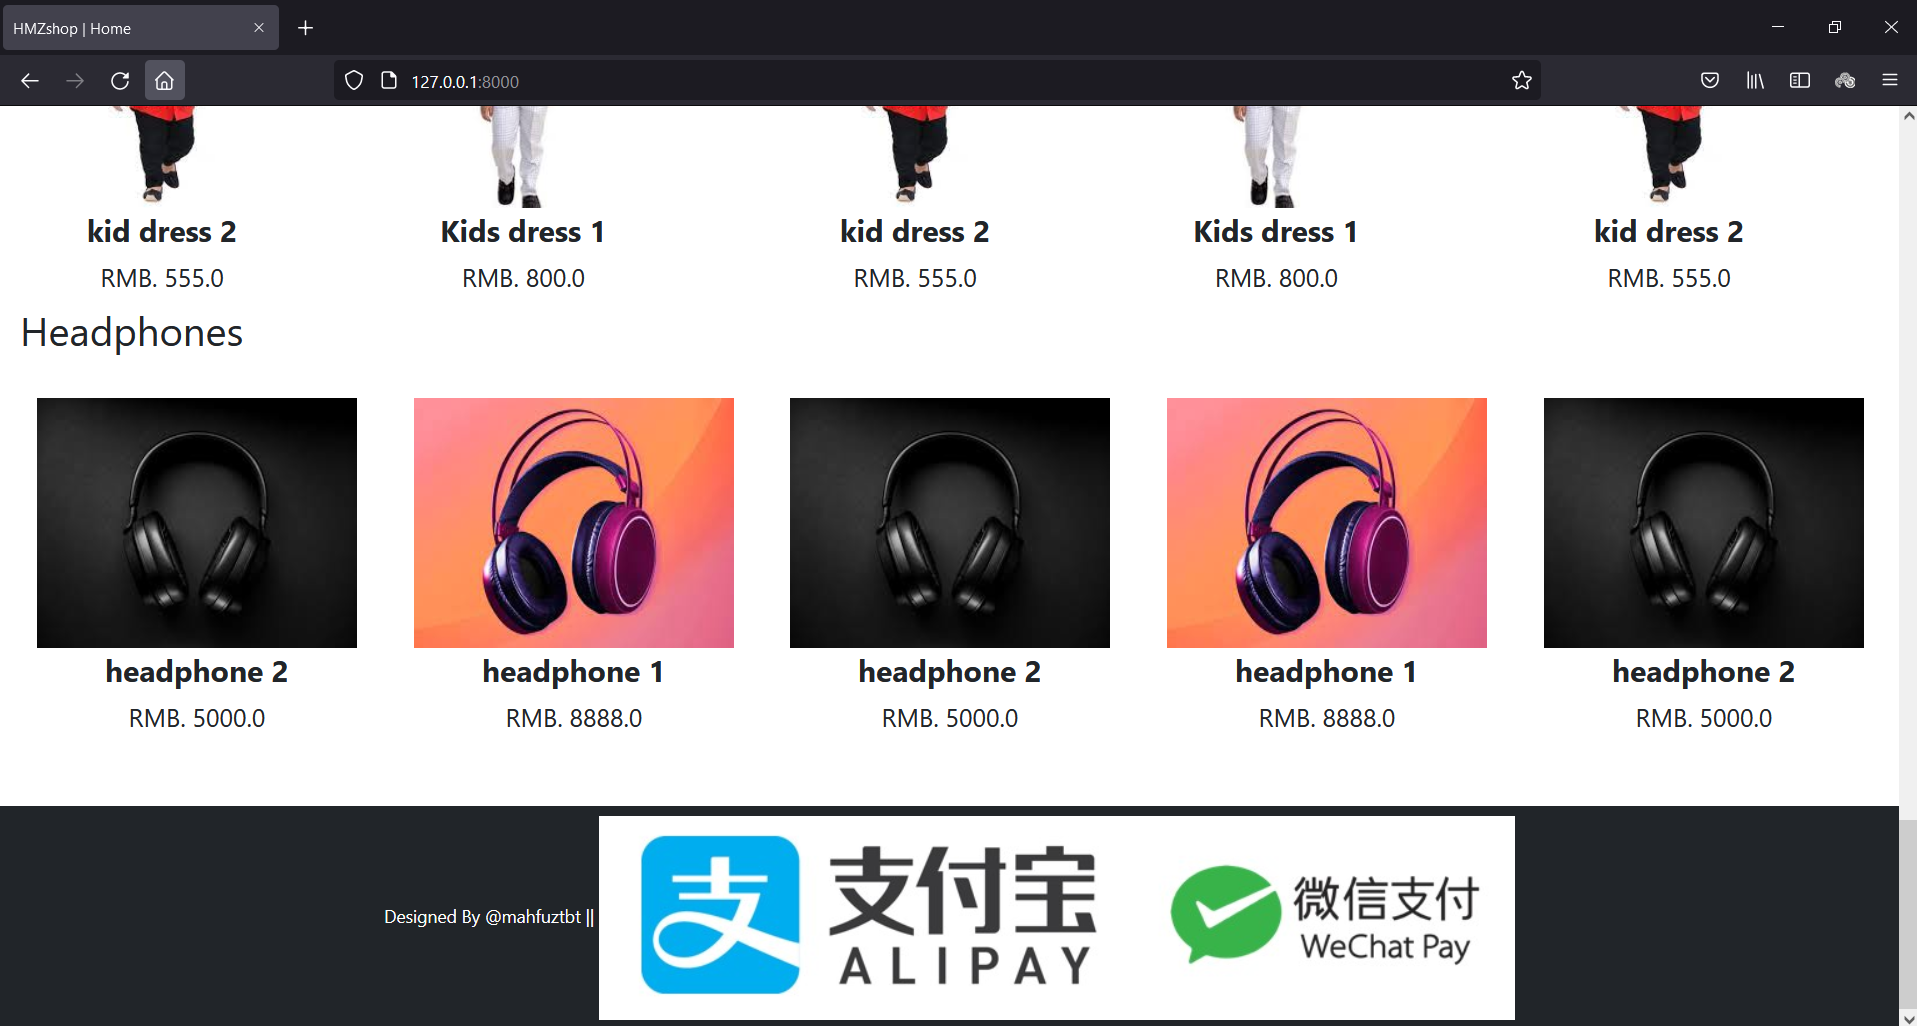 HMZshop | Home
127.0.0.1:8000
kid dress 2
RMB. 555.0
Kids dress 1
RMB. 800.0
kid dress 2
RMB. 555.0
Kids dress 1
RMB. 800.0
kid dress 2
RMB. 555.0
Headphones
headphone 2
RMB. 5000.0
headphone 1
RMB. 8888.0
headphone 2
RMB. 5000.0
headphone 1
RMB. 8888.0
headphone 2
RMB. 5000.0
Designed By @mahfuztbt ||
支 支付宝
ALIPAY
微信支付
WeChat Pay